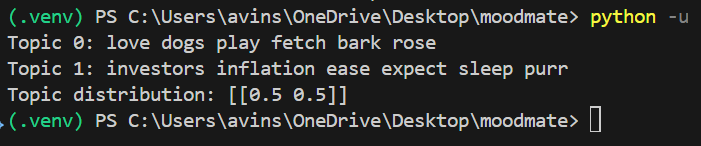 (.venv) PS C:\Users\avins\OneDrive\Desktop\moodmate> python -u
Topic 0: love dogs play fetch bark rose
Topic 1: investors inflation ease expect sleep purr
Topic distribution: [[0.5 0.5]]
(.venv) PS C:\Users\avins\OneDrive\Desktop\moodmate>